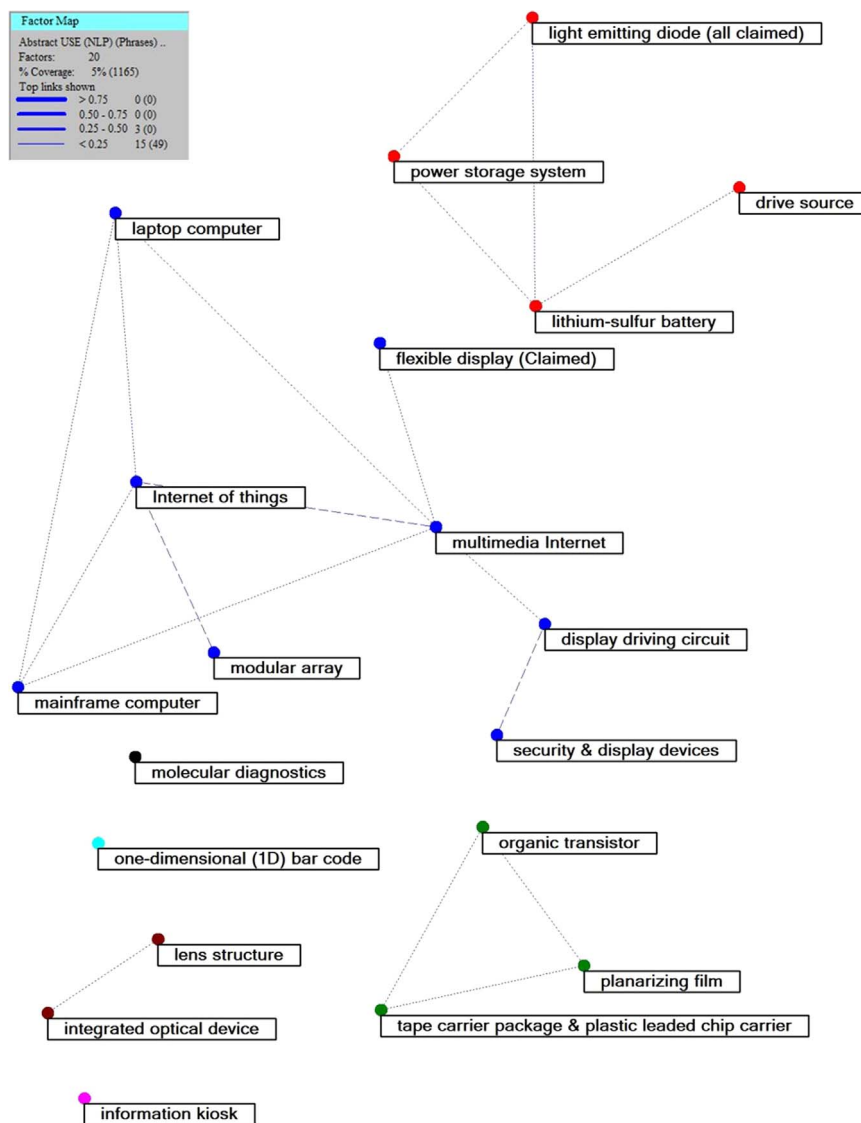 Factor Map
Abstract USE (NLP) (Phrases) ..
Factors: 20
% Coverage: 5% (1165)
Top links shown
> 0.75 0 (0)
0.50 - 0.75 0 (0)
0.25 - 0.50 3 (0)
< 0.25 15 (49)
light emitting diode (all claimed)
power storage system
drive source
laptop computer
lithium-sulfur battery
flexible display (Claimed)
Internet of things
multimedia Internet
display driving circuit
modular array
mainframe computer
security & display devices
molecular diagnostics
organic transistor
one-dimensional (1D) bar code
lens structure
planarizing film
integrated optical device
tape carrier package & plastic leaded chip carrier
information kiosk